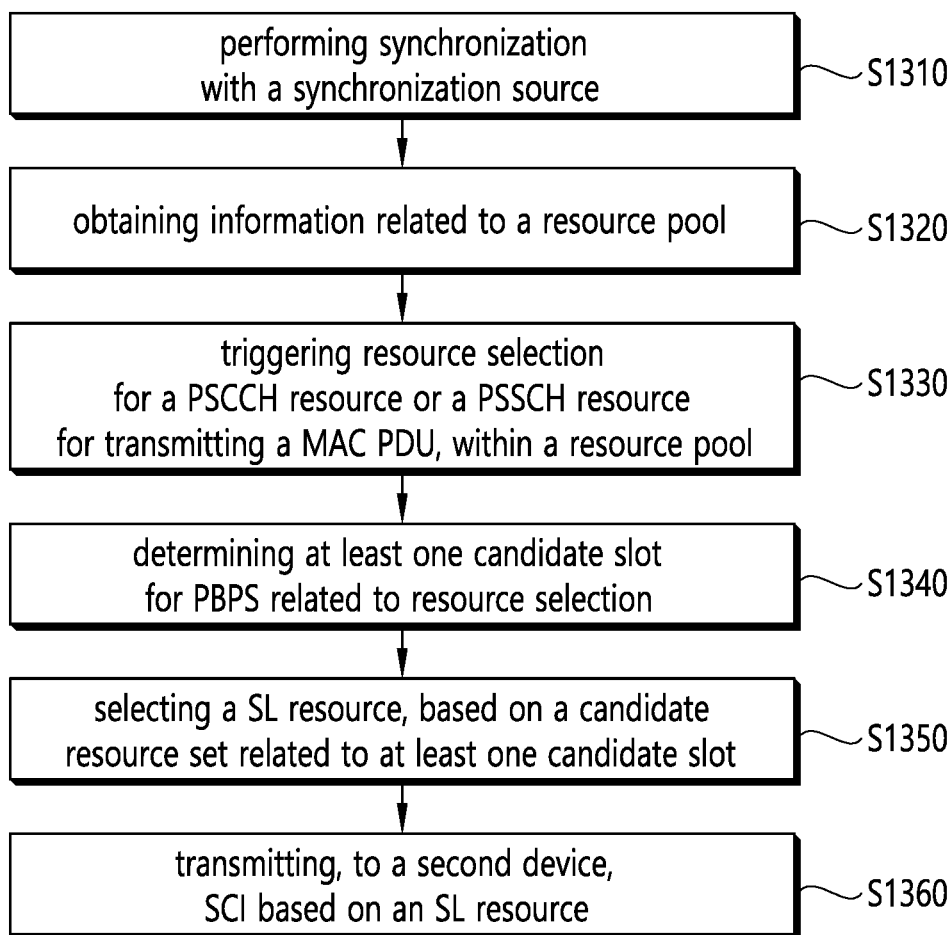 performing synchronization
with a synchronization source
S1310
obtaining information related to a resource pool
S1320
triggering resource selection
for a PSCCH resource or a PSSCH resource
for transmitting a MAC PDU, within a resource pool
S1330
determining at least one candidate slot
for PBPS related to resource selection
S1340
selecting a SL resource, based on a candidate
resource set related to at least one candidate slot
S1350
transmitting, to a second device,
SCI based on an SL resource
S1360